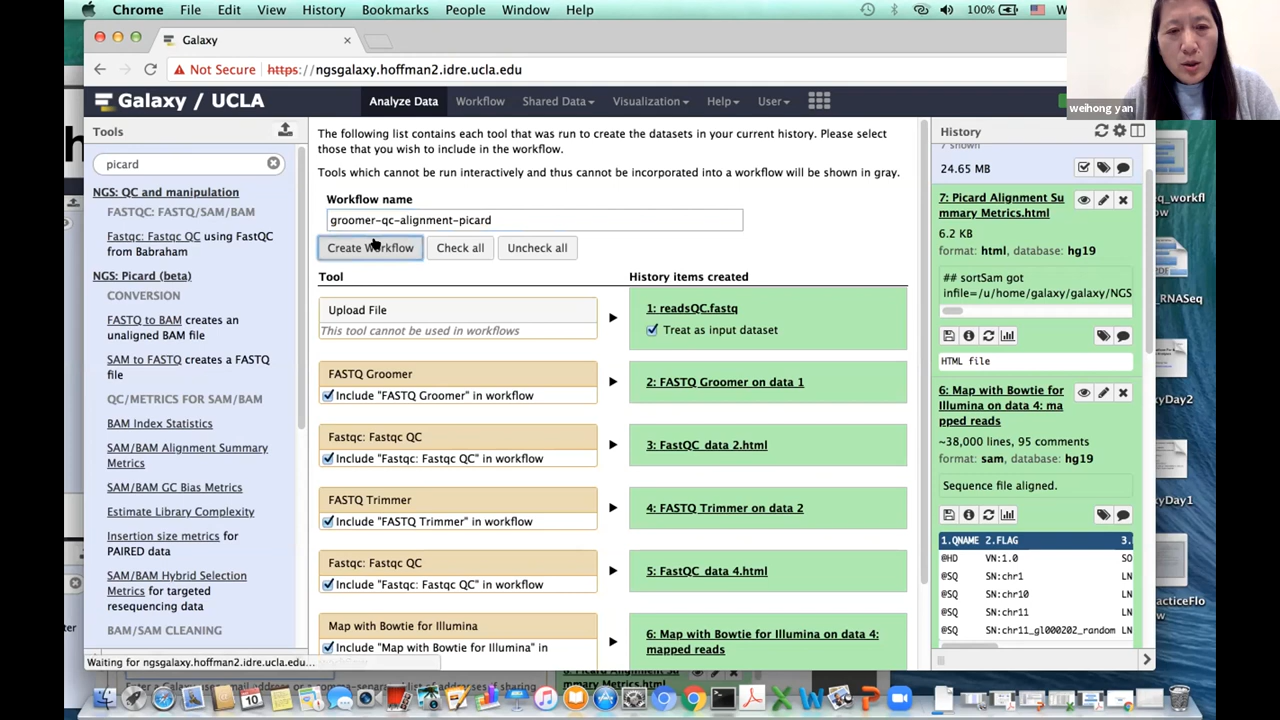 Chrome File Edit View History Bookmarks People Window Help 100%
Galaxy
weihong yan
Not Secure https://ngsgalaxy.hoffman2.idre.ucla.edu
Galaxy / UCLA Analyze Data Workflow Shared Data Visualization Help User
Tools
picard
NGS: QC and manipulation
FASTQC: FASTQ/SAM/BAM
Fastqc: Fastqc QC using FastQC
from Babraham
NGS: Picard (beta)
CONVERSION
FASTQ to BAM creates an
unaligned BAM file
SAM to FASTQ creates a FASTQ
file
QC/METRICS FOR SAM/BAM
BAM Index Statistics
SAM/BAM Alignment Summary
Metrics
SAM/BAM GC Bias Metrics
Estimate Library Complexity
Insertion size metrics for
PAIRED data
SAM/BAM Hybrid Selection
Metrics for targeted
resequencing data
BAM/SAM CLEANING
Waiting for ngsgalaxy.hoffman2.idre.ucla.edu...
The following list contains each tool that was run to create the datasets in your current history. Please select
those that you wish to include in the workflow.
Tools which cannot be run interactively and thus cannot be incorporated into a workflow will be shown in gray.
Workflow name
groomer-qc-alignment-picard
Create Workflow Check all Uncheck all
Tool History items created
Upload File
This tool cannot be used in workflows
1: readsQC.fastq
Treat as input dataset
FASTQ Groomer
Include "FASTQ Groomer" in workflow
2: FASTQ Groomer on data 1
Fastqc: Fastqc QC
Include "Fastqc: Fastqc QC" in workflow
3: FastQC data 2.html
FASTQ Trimmer
Include "FASTQ Trimmer" in workflow
4: FASTQ Trimmer on data 2
Fastqc: Fastqc QC
Include "Fastqc: Fastqc QC" in workflow
5: FastQC data 4.html
Map with Bowtie for Illumina
Include "Map with Bowtie for Illumina" in
6: Map with Bowtie for Illumina on data 4:
mapped reads
History
7 shown
24.65 MB
7: Picard Alignment Su
mmary Metrics.html
6.2 KB
format: html, database: hg19
## sortSam got
infile=/u/home/galaxy/galaxy/NGS
HTML file
6: Map with Bowtie for
Illumina on data 4: ma
pped reads
~38,000 lines, 95 comments
format: sam, database: hg19
Sequence file aligned.
1.QNAME 2.FLAG 3.
@HD VN:1.0 SO
@SQ SN:chr1 LN
@SQ SN:chr10 LN
@SQ SN:chr11 LN
@SQ SN:chr11_gl000202_random LN